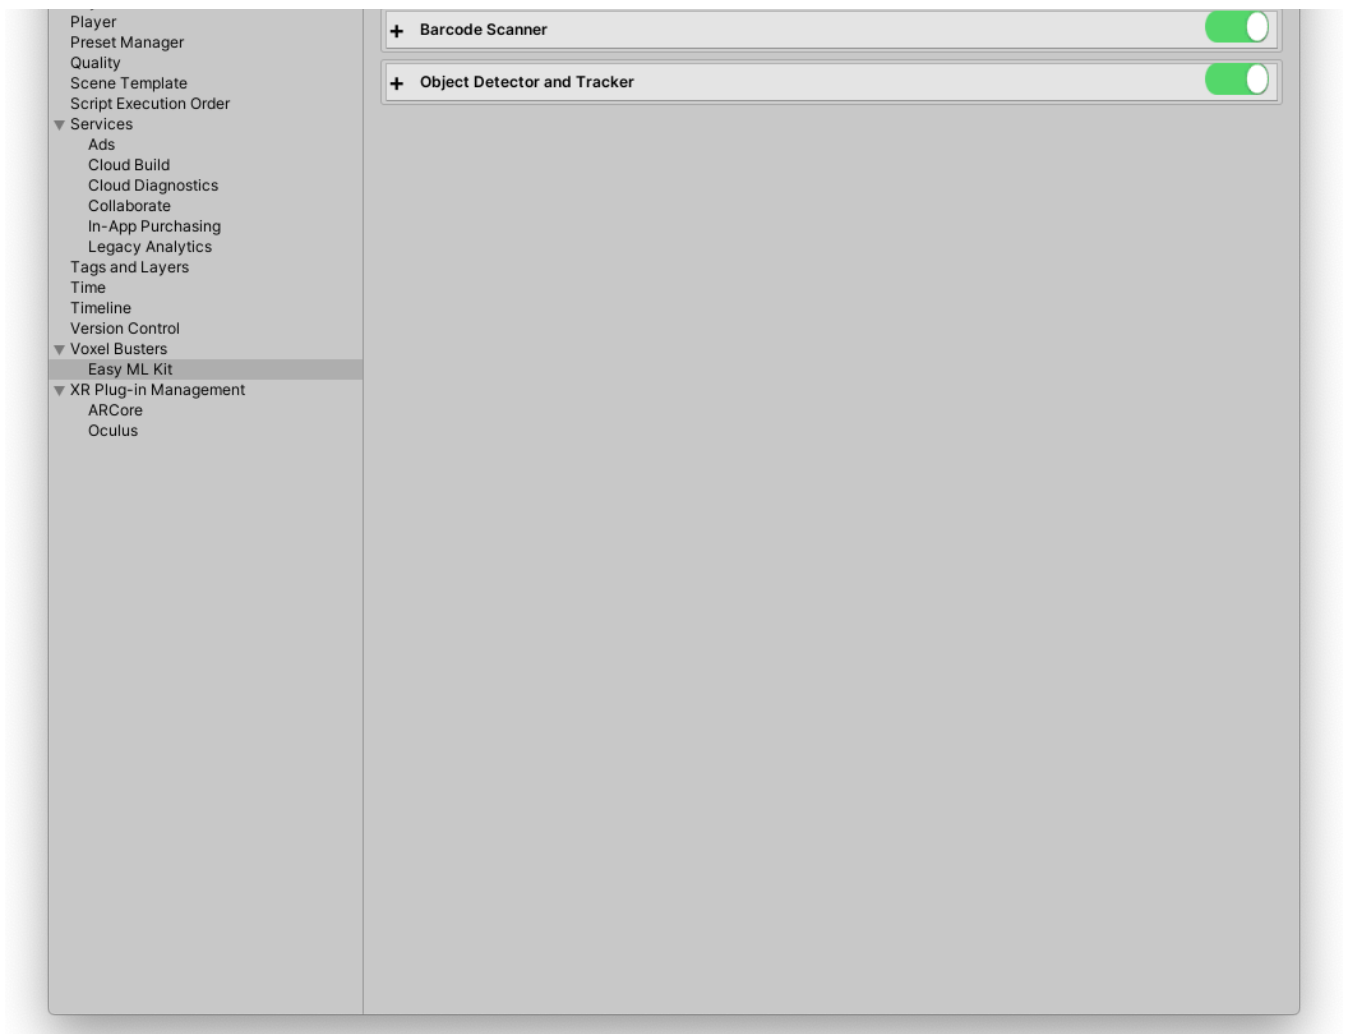 Player
Preset Manager
Quality
Scene Template
Script Execution Order
Services
Ads
Cloud Build
Cloud Diagnostics
Collaborate
In-App Purchasing
Legacy Analytics
Tags and Layers
Time
Timeline
Version Control
Voxel Busters
Easy ML Kit
XR Plug-in Management
ARCore
Oculus
+ Barcode Scanner
+ Object Detector and Tracker